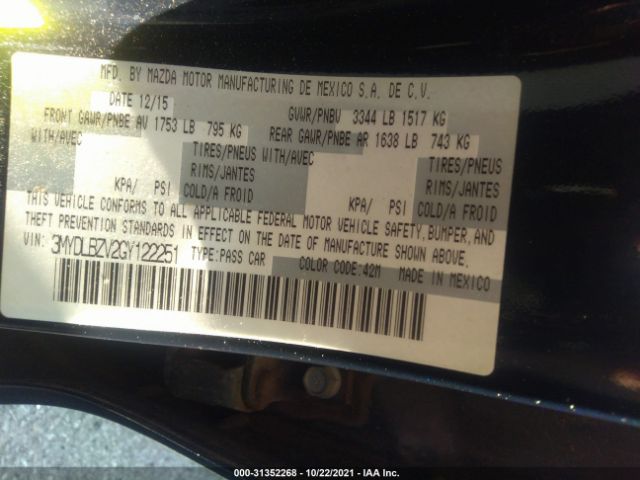 MFD. BY MAZDA MOTOR MANUFACTURING DE MEXICO S.A. DE C.V.
DATE 12/15 GVWR/PNBV 3344 LB 1517 KG
FRONT GAWR/PNBE AV 1753 LB 795 KG REAR GAWR/PNBE AR 1638 LB 743 KG
WITH/AVEC TIRES/PNEUS WITH/AVEC TIRES/PNEUS
RIMS/JANTES RIMS/JANTES
KPA/ PSI COLD/A FROID KPA/ PSI COLD/A FROID
THIS VEHICLE CONFORMS TO ALL APPLICABLE FEDERAL MOTOR VEHICLE SAFETY, BUMPER, AND
THEFT PREVENTION STANDARDS IN EFFECT ON THE DATE OF MANUFACTURE SHOWN ABOVE.
VIN: 3MYDLBZV2GY122251 TYPE:PASS CAR COLOR CODE:42M MADE IN MEXICO
000-31352268 - 10/22/2021 - IAA Inc.